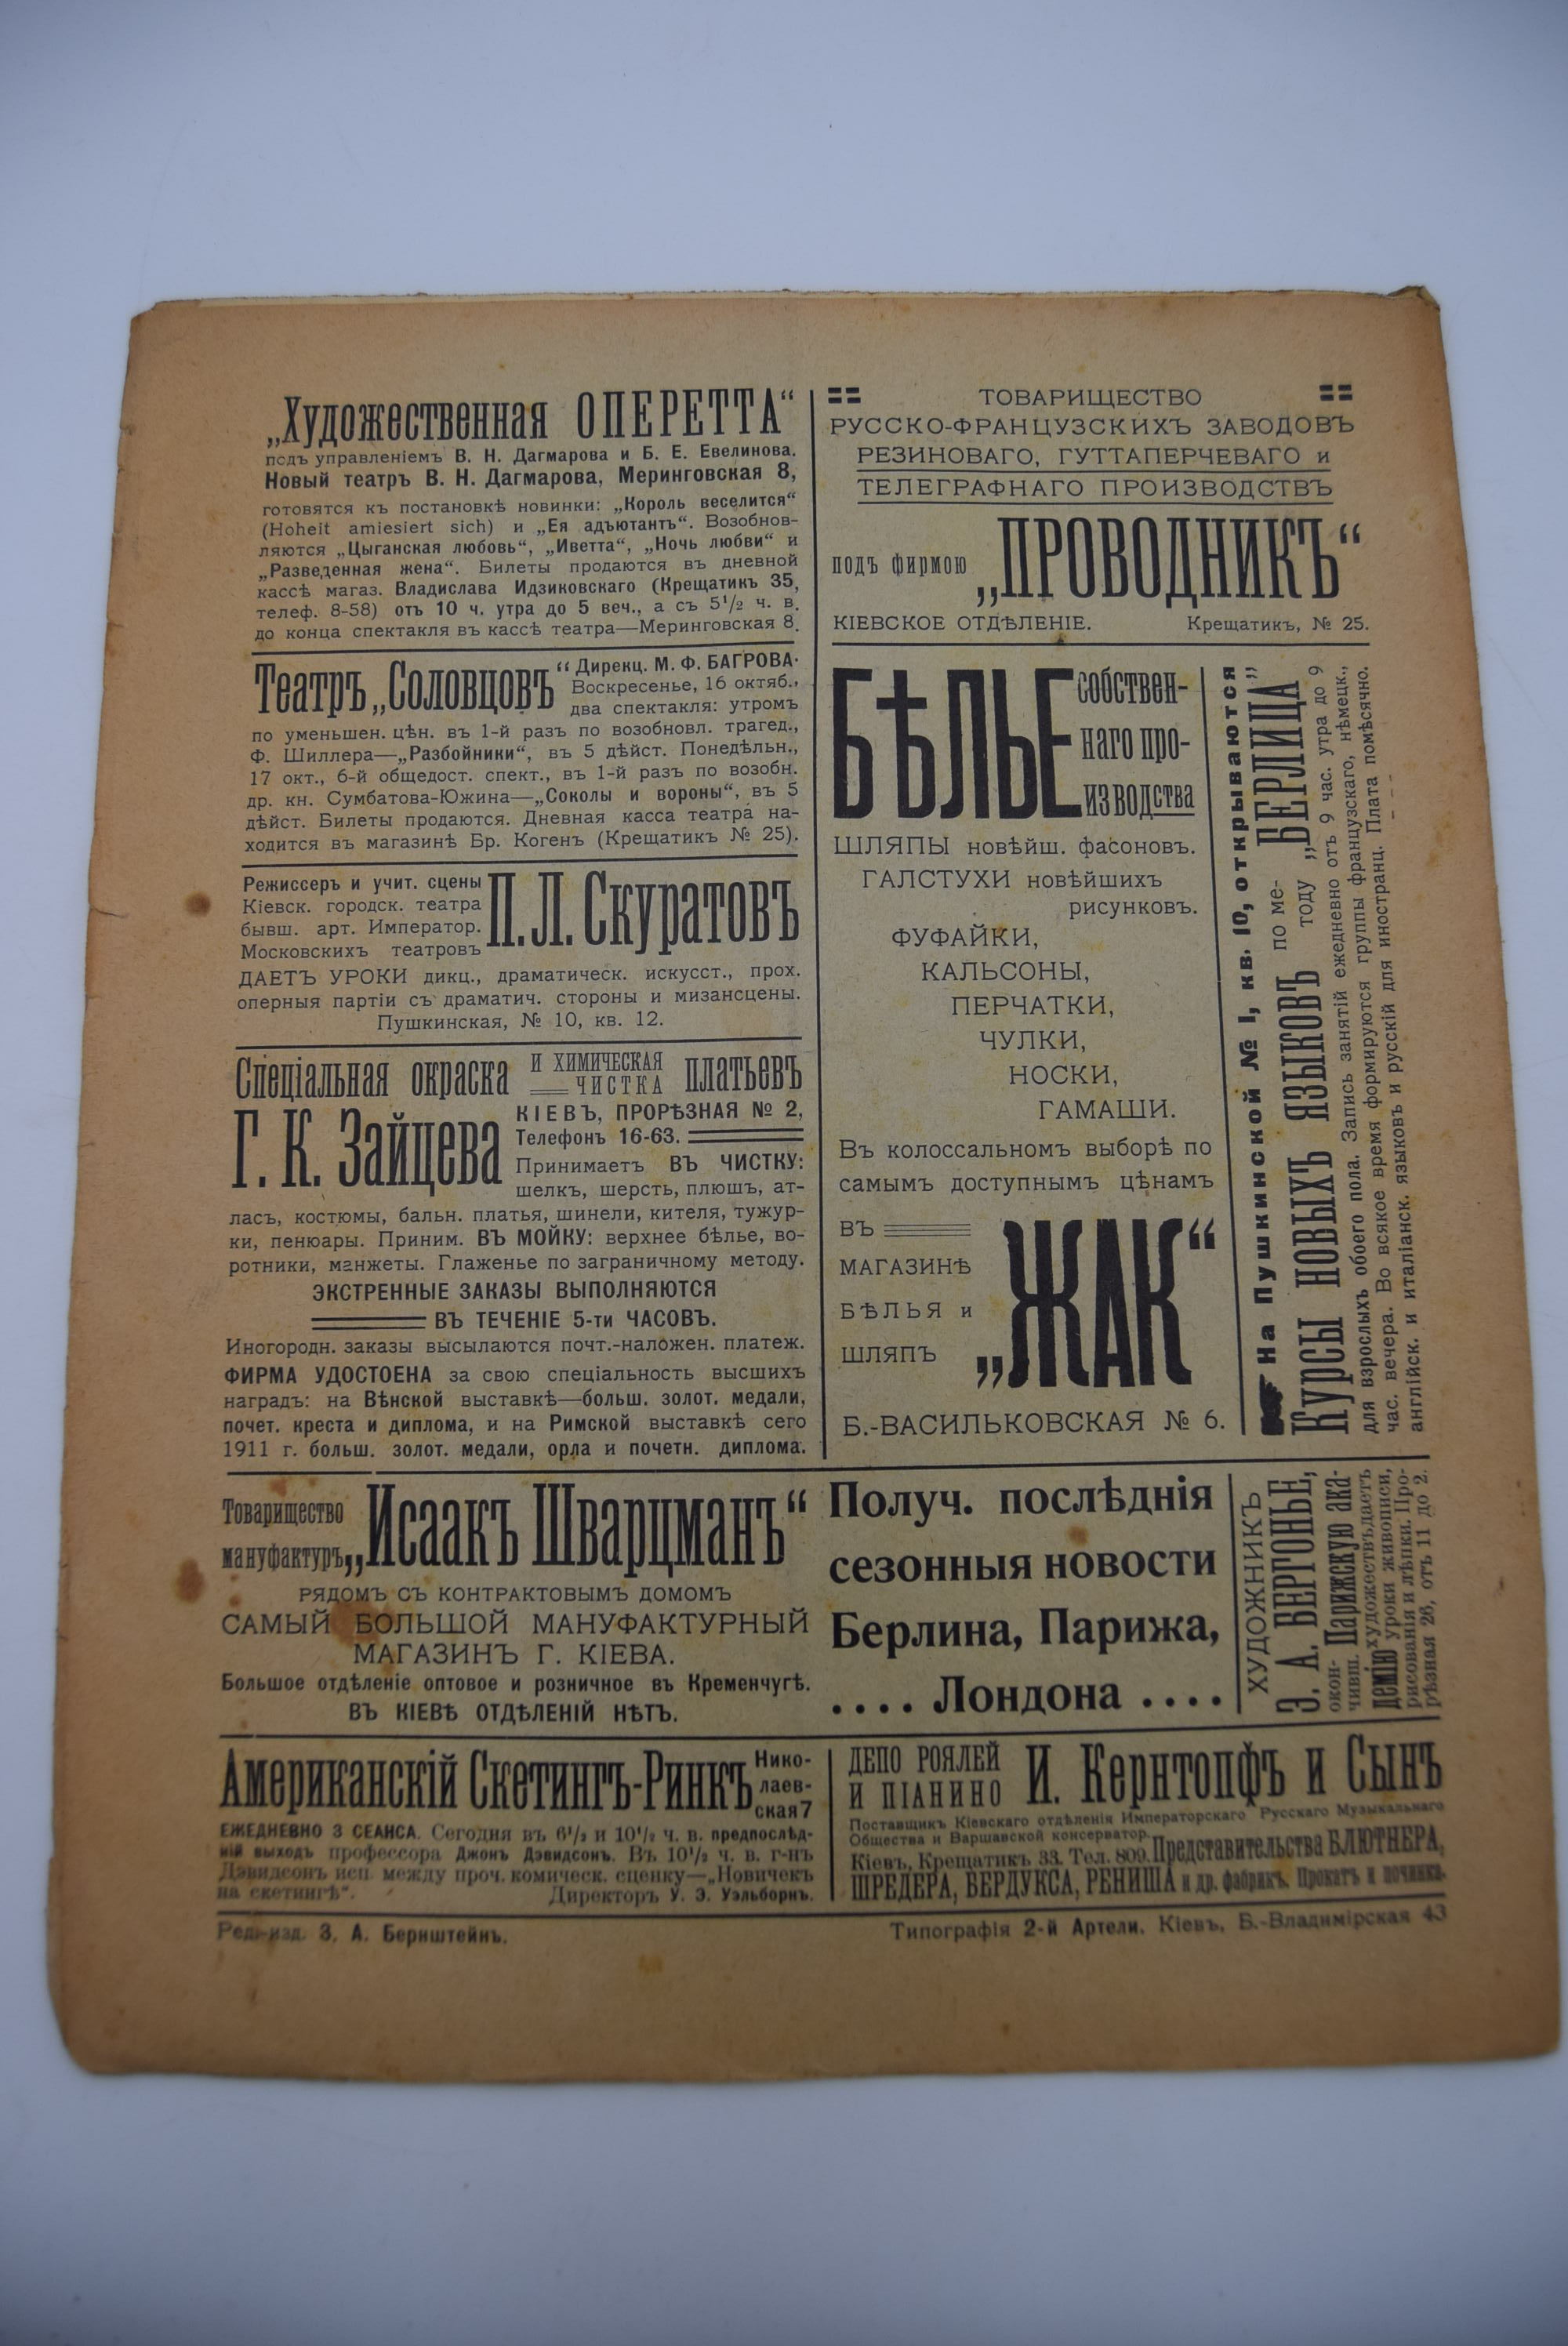 „Художественная ОПЕРЕТТА“
подъ управленіемъ В. Н. Дагмарова и Б. Е. Евелинова.
Новый театръ В. Н. Дагмарова, Меринговская 8,
готовятся къ постановкѣ новинки: „Король веселится“
(Hoheit amiesiert sich) и „Ея адъютантъ“. Возобнов-
ляются „Цыганская любовь“, „Иветта“, „Ночь любви“ и
„Разведенная жена“. Билеты продаются въ дневной
кассѣ магаз. Владислава Идзиковскаго (Крещатикъ 35,
телеф. 8-58) отъ 10 ч. утра до 5 веч., а съ 5½ ч. в.
до конца спектакля въ кассѣ театра—Меринговская 8.
Театръ „Соловцовъ“ Дирекц. М. Ф. БАГРОВА.
Воскресенье, 16 октяб.,
два спектакля: утромъ
по уменьшен. цѣн. въ 1-й разъ по возобновл. трагед.,
Ф. Шиллера—„Разбойники“, въ 5 дѣйст. Понедѣльн.,
17 окт., 6-й общедост. спект., въ 1-й разъ по возобн.
др. кн. Сумбатова-Южина—„Соколы и вороны“, въ 5
дѣйст. Билеты продаются. Дневная касса театра на-
ходится въ магазинѣ Бр. Когенъ (Крещатикъ № 25).
Режиссеръ и учит. сцены
Кіевск. городск. театра
бывш. арт. Император.
Московскихъ театровъ
П. Л. Скуратовъ
ДАЕТЪ УРОКИ дикц., драматическ. искусст., прох.
оперныя партіи съ драматич. стороны и мизансцены.
Пушкинская, № 10, кв. 12.
Спеціальная окраска И ХИМИЧЕСКАЯ ЧИСТКА платьевъ
Г. К. Зайцева
КІЕВЪ, ПРОРѢЗНАЯ № 2,
Телефонъ 16-63.
Принимаетъ ВЪ ЧИСТКУ:
шелкъ, шерсть, плюшъ, ат-
ласъ, костюмы, бальн. платья, шинели, кителя, тужур-
ки, пенюары. Приним. ВЪ МОЙКУ: верхнее бѣлье, во-
ротники, манжеты. Глаженье по заграничному методу.
ЭКСТРЕННЫЕ ЗАКАЗЫ ВЫПОЛНЯЮТСЯ
ВЪ ТЕЧЕНІЕ 5-ти ЧАСОВЪ.
Иногородн. заказы высылаются почт.-наложен. платеж.
ФИРМА УДОСТОЕНА за свою спеціальность высшихъ
наградъ: на Вѣнской выставкѣ—больш. золот. медали,
почет. креста и диплома, и на Римской выставкѣ сего
1911 г. больш. золот. медали, орла и почетн. диплома.
ТОВАРИЩЕСТВО
РУССКО-ФРАНЦУЗСКИХЪ ЗАВОДОВЪ
РЕЗИНОВАГО, ГУТТАПЕРЧЕВАГО и
ТЕЛЕГРАФНАГО ПРОИЗВОДСТВЪ
подъ фирмою „ПРОВОДНИКЪ“
КІЕВСКОЕ ОТДѢЛЕНІЕ. Крещатикъ, № 25.
БѢЛЬЕ
собствен-
наго про-
изводства
ШЛЯПЫ новѣйш. фасоновъ.
ГАЛСТУХИ новѣйшихъ
рисунковъ.
ФУФАЙКИ,
КАЛЬСОНЫ,
ПЕРЧАТКИ,
ЧУЛКИ,
НОСКИ,
ГАМАШИ.
Въ колоссальномъ выборѣ по
самымъ доступнымъ цѣнамъ
ВЪ
МАГАЗИНѢ
БѢЛЬЯ и
ШЛЯПЪ
„ЖАК“
Б.-ВАСИЛЬКОВСКАЯ № 6.
На Пушкинской № 1, кв. 10, открываются
Курсы новыхъ языковъ по ме-
тоду „БЕРЛИЦА”
для взрослыхъ обоего пола. Запись занятій ежедневно отъ 9 час. утра до 9
час. вечера. Во всякое время формируются группы французскаго, нѣмецк.,
англійск. и италіанск. языковъ и русскій для иностранц. Плата помѣсячно.
Товарищество
мануфактуръ
„Исаакъ Шварцманъ“
РЯДОМЪ СЪ КОНТРАКТОВЫМЪ ДОМОМЪ
САМЫЙ БОЛЬШОЙ МАНУФАКТУРНЫЙ
МАГАЗИНЪ Г. КІЕВА.
Большое отдѣленіе оптовое и розничное въ Кременчугѣ.
ВЪ КІЕВѢ ОТДѢЛЕНІЙ НѢТЪ.
Получ. послѣднія
сезонныя новости
Берлина, Парижа,
.... Лондона ....
ХУДОЖНИКЪ
Э. А. БЕРГОНЬЕ,
окон-
чивш. Парижскую ака-
демію художествъ, даетъ
уроки живописи,
рисованія и лѣпки. Про-
рѣзная 26, отъ 11 до 2.
Американскій Скетингъ-Ринкъ
Нико-
лаев-
ская 7
ЕЖЕДНЕВНО 3 СЕАНСА. Сегодня въ 6½ и 10½ ч. в. предпослѣд-
ній выходъ профессора Джонъ Дэвидсонъ. Въ 10½ ч. в. г-нъ
Дэвидсонъ исп. между проч. комическ. сценку—„Новичекъ
на скетингѣ“. Директоръ У. Э. Уэльборнъ.
ДЕПО РОЯЛЕЙ
И ПІАНИНО
И. Кернтопфъ и Сынъ
Поставщикъ Кіевскаго отдѣленія Императорскаго Русскаго Музыкальнаго
Общества и Варшавской консерватор.
Кіевъ, Крещатикъ 33. Тел. 809. Представительства БЛЮТНЕРА,
ШРЕДЕРА, БЕРДУКСА, РЕНИША и др. фабрик. Прокатъ и починка.
Ред.-изд. З. А. Бернштейнъ.
Типографія 2-й Артели. Кіевъ, Б.-Владимірская 43